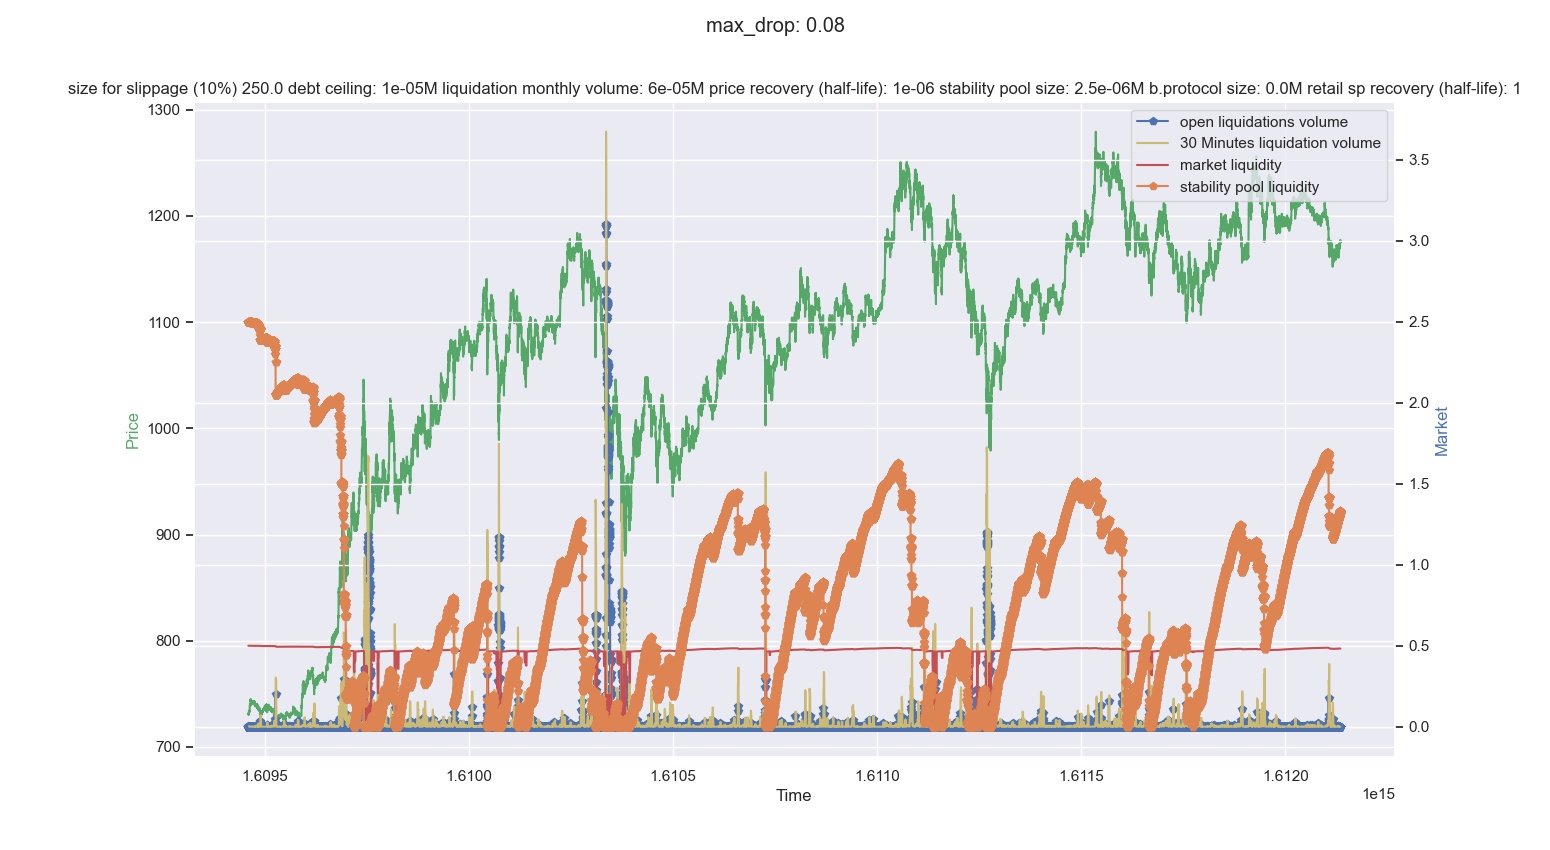 max_drop: 0.08
size for slippage (10%) 250.0 debt ceiling: 1e-05M liquidation monthly volume: 6e-05M price recovery (half-life): 1e-06 stability pool size: 2.5e-06M b.protocol size: 0.0M retail sp recovery (half-life): 1
open liquidations volume
30 Minutes liquidation volume
market liquidity
stability pool liquidity
1300
1200
1100
1000
900
800
700
Price
3.5
3.0
2.5
2.0
1.5
1.0
0.5
0.0
Market
1.6095 1.6100 1.6105 1.6110 1.6115 1.6120
Time
1e15